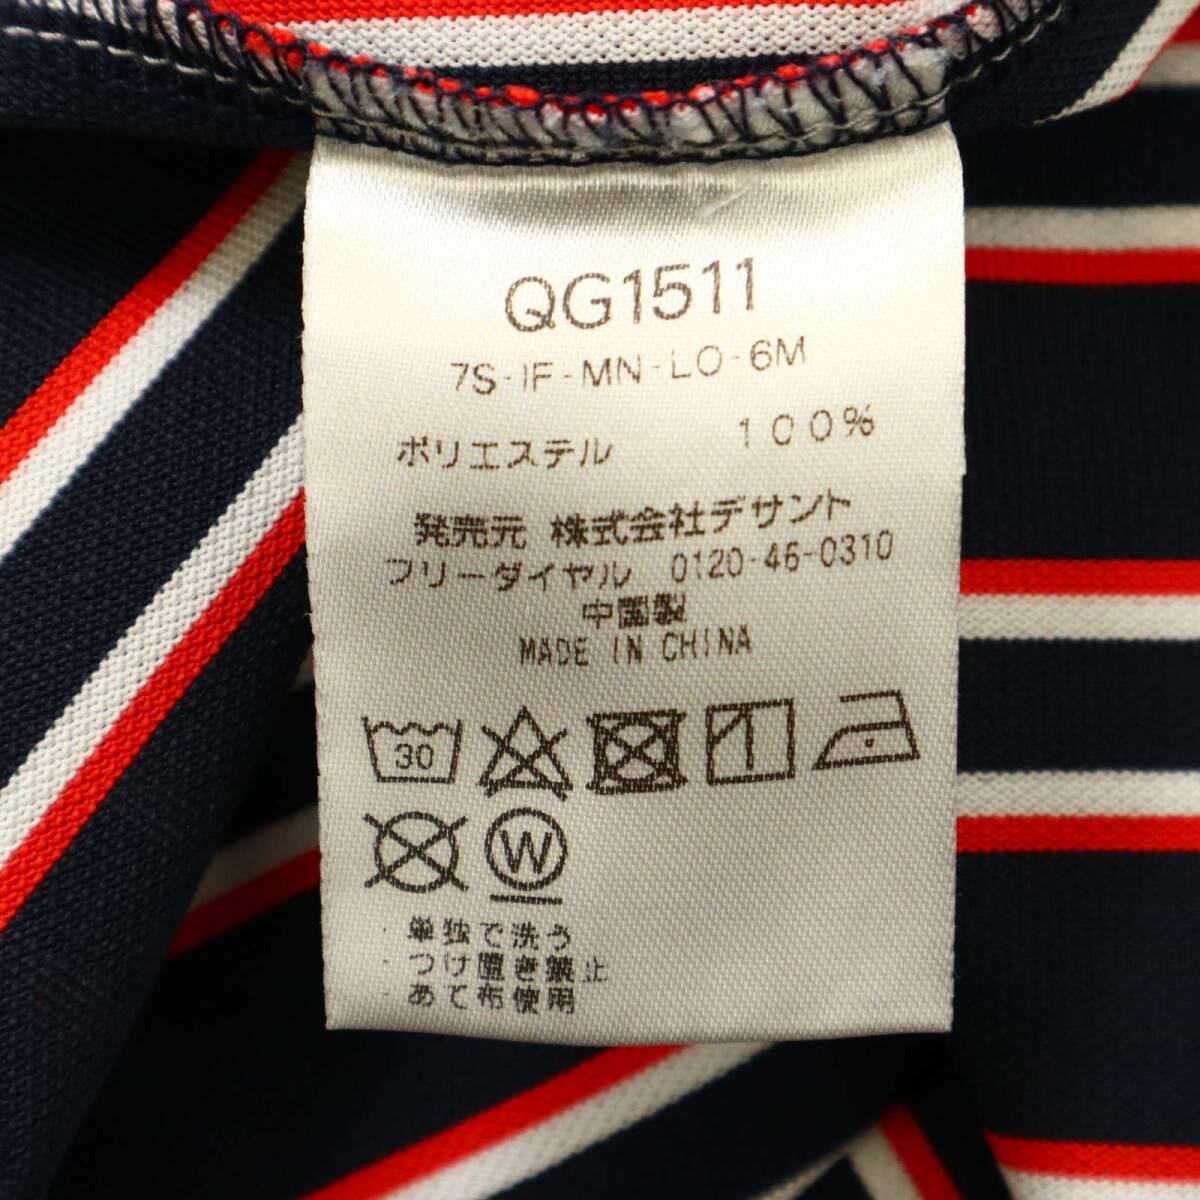 QG1511
7S-IF-MN-LO-6M
ポリエステル 100%
発売元 株式会社デサント
フリーダイヤル 0120-46-0310
中国製
MADE IN CHINA
30
W
・単独で洗う
・つけ置き禁止
・あて布使用